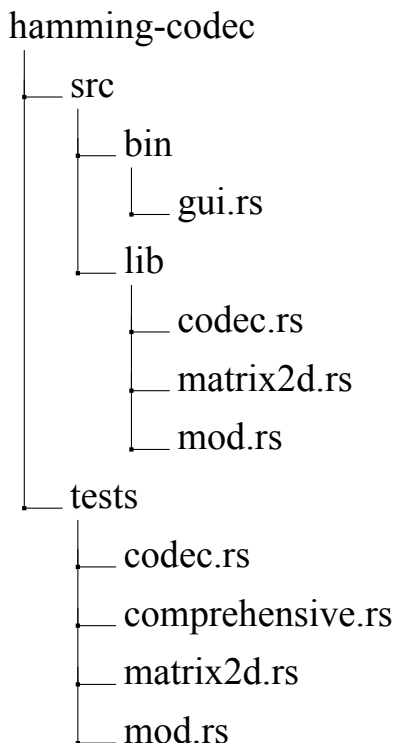 hamming-codec
src
bin
gui.rs
lib
codec.rs
matrix2d.rs
mod.rs
tests
codec.rs
comprehensive.rs
matrix2d.rs
mod.rs